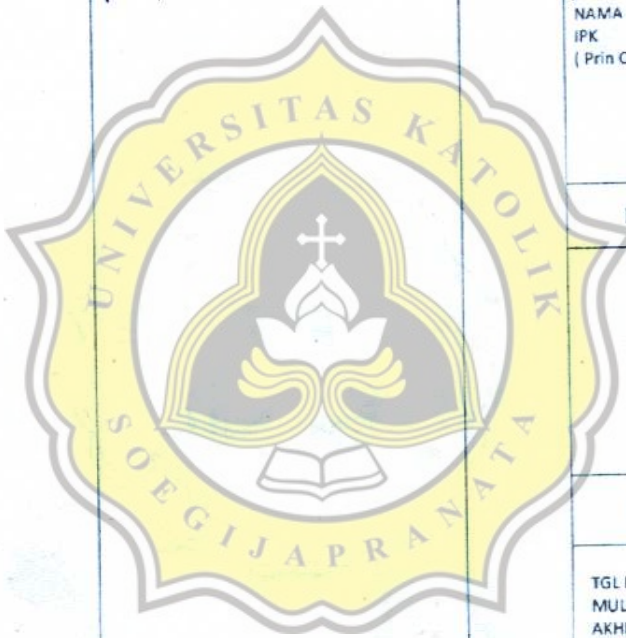 NAMA
IPK
( Prin
UNIVERSITAS KATOLIK
SOEGIJAPRANATA
TGL
MUL
AKH